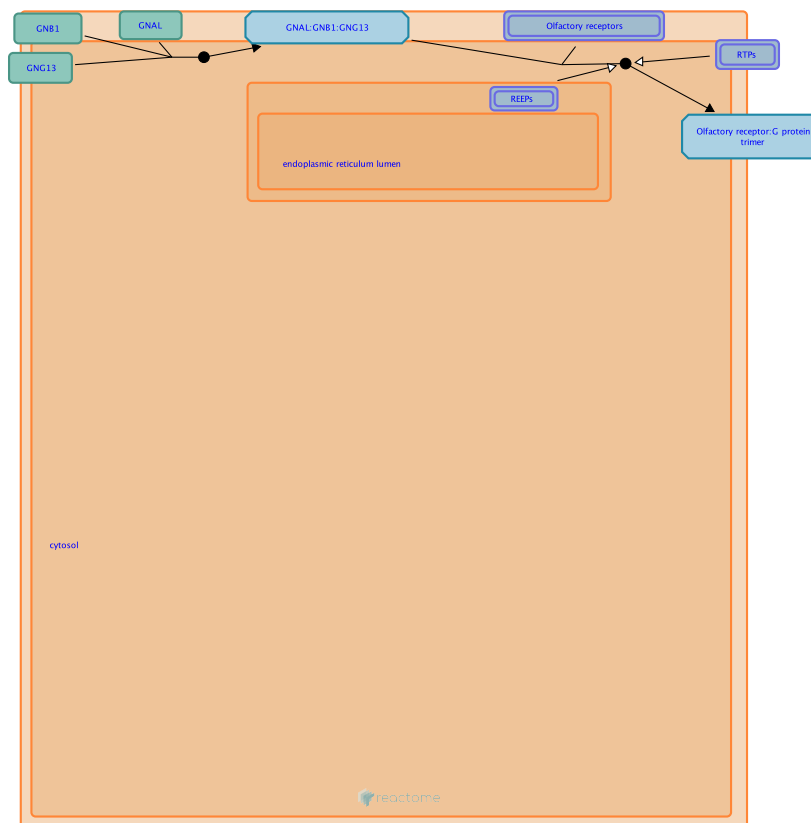 GNB1
GNAL
GNAL:GNB1:GNG13
Olfactory receptors
RTPs
GNG13
REEPs
Olfactory receptor:G protein
trimer
endoplasmic reticulum lumen
cytosol
reactome